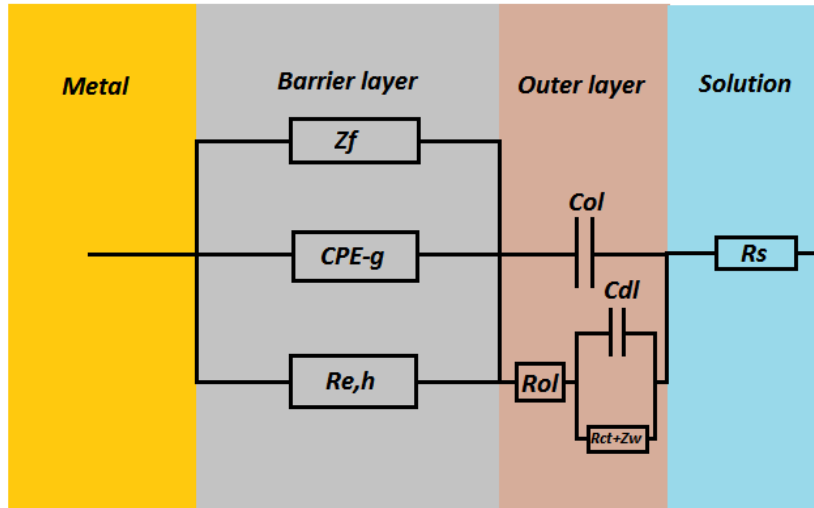 Metal
Barrier layer
Outer layer
Solution
Zf
Col
CPE-g
Rs
Cdl
Re,h
Rol
Rct+Zw